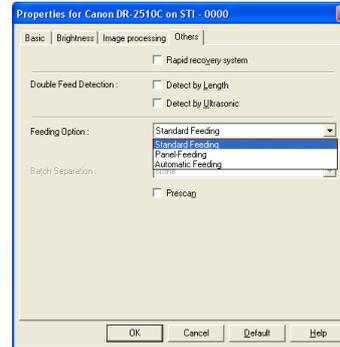 Properties for Canon DR-2510C on STI - 0000
Basic Brightness Image processing Others
Rapid recovery system
Double Feed Detection : Detect by Length
Detect by Ultrasonic
Feeding Option : Standard Feeding
Standard Feeding
Panel-Feeding
Automatic Feeding
Batch Separation : None
Prescan
OK Cancel Default Help